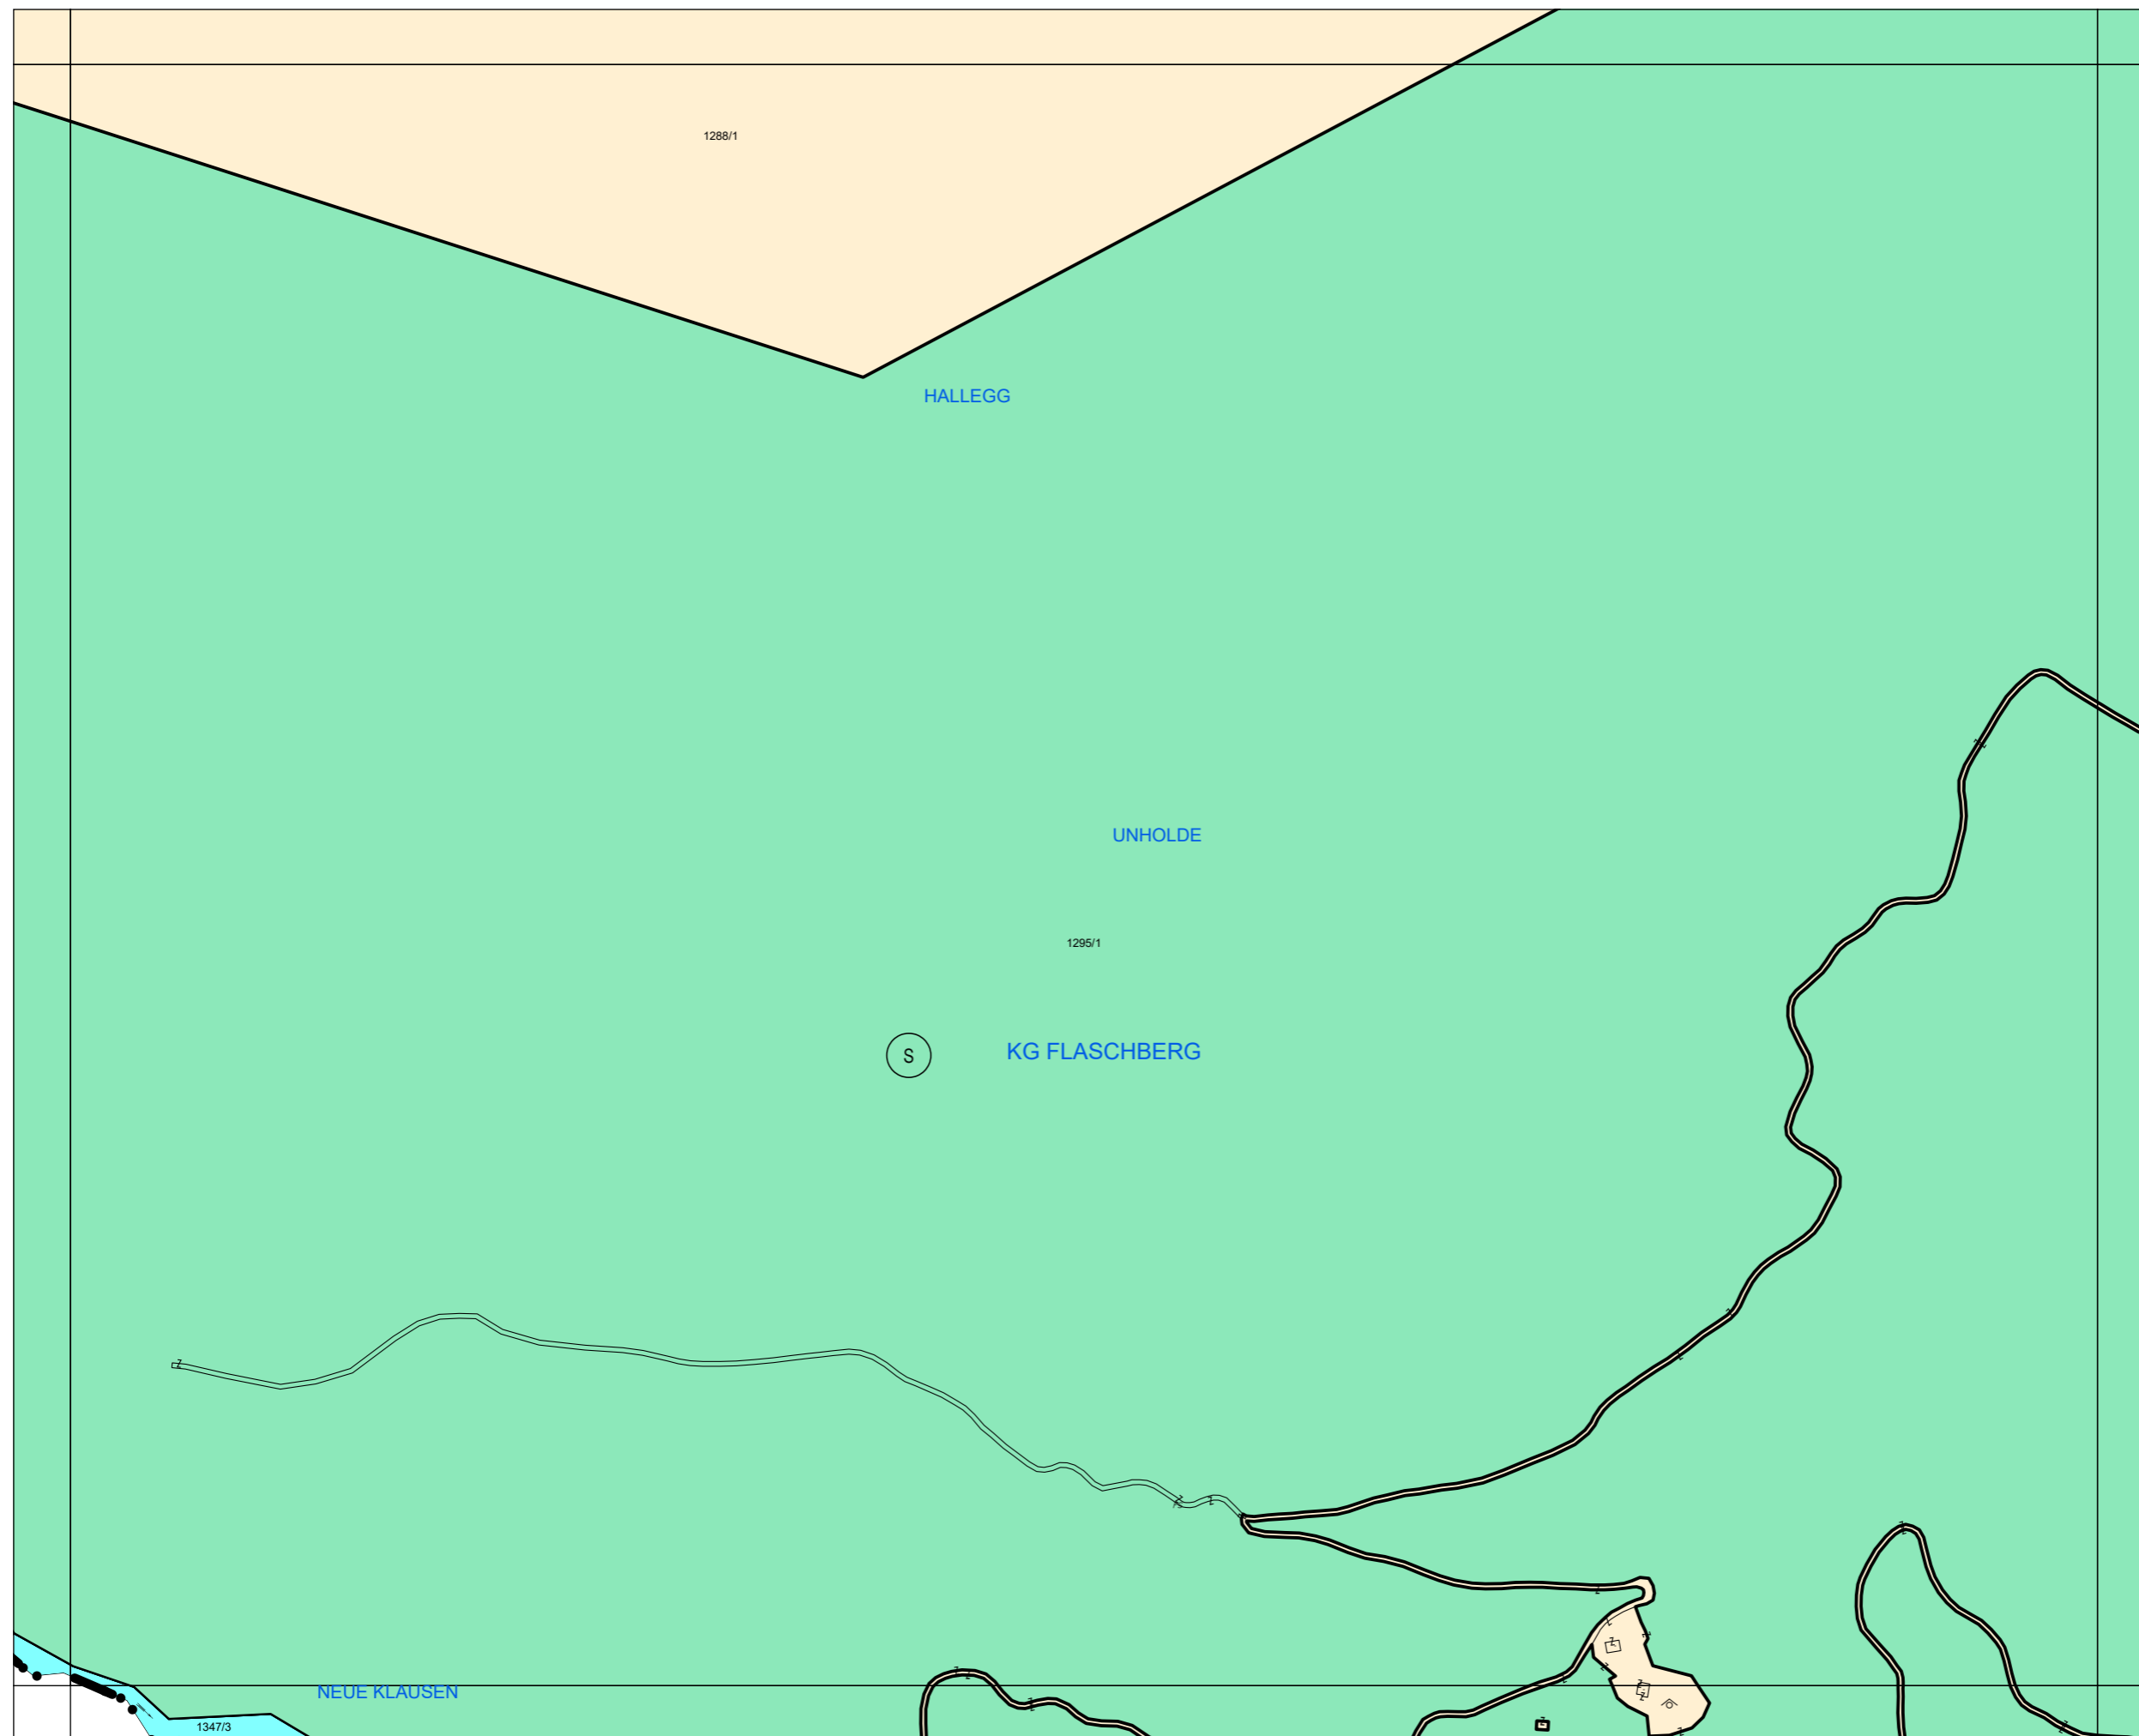 1288/1
HALLEGG
UNHOLDE
1295/1
S
KG FLASCHBERG
NEUE KLAUSEN
1347/3